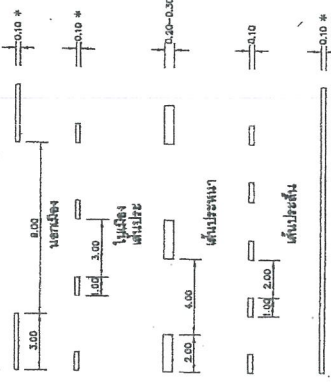 0.10 *
0.10 *
0.20-0.30
0.10
0.10 *
3.00
9.00
นอกเมือง
1.00
3.00
ในเมือง
เส้นประ
2.00
4.00
เส้นประหนา
1.00
2.00
เส้นประสั้น